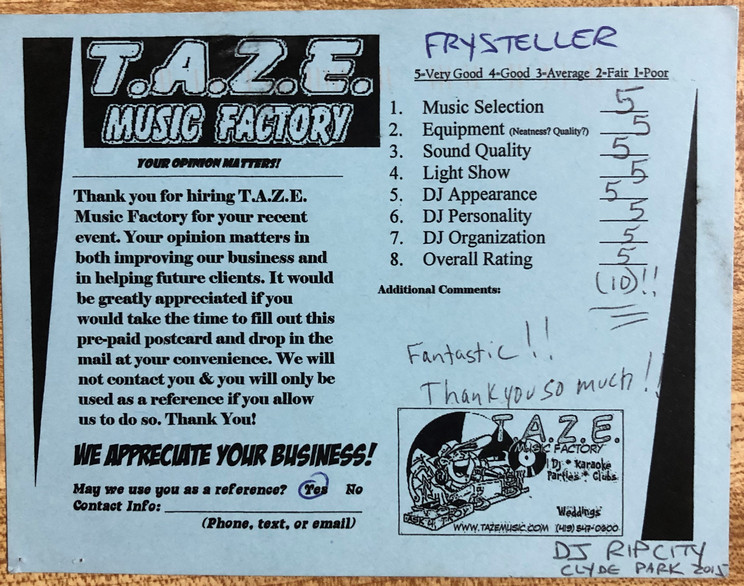 T.A.Z.E.
MUSIC FACTORY
YOUR OPINION MATTERS!
Thank you for hiring T.A.Z.E.
Music Factory for your recent
event. Your opinion matters in
both improving our business and
in helping future clients. It would
be greatly appreciated if you
would take the time to fill out this
pre-paid postcard and drop in the
mail at your convenience. We will
not contact you & you will only be
used as a reference if you allow
us to do so. Thank You!
WE APPRECIATE YOUR BUSINESS!
May we use you as a reference? Yes No
Contact Info:
(Phone, text, or email)
FRYSTELLER
5-Very Good 4-Good 3-Average 2-Fair 1-Poor
1. Music Selection 5
2. Equipment (Neatness? Quality?) 5
3. Sound Quality 5
4. Light Show 5
5. DJ Appearance 5
6. DJ Personality 5
7. DJ Organization 5
8. Overall Rating 5
(10)!!
Additional Comments:
Fantastic!!
Thank you so much!!
T.A.Z.E.
MUSIC FACTORY
Dj * Karaoke
Parties * Clubs
Weddings
WWW.TAZEMUSIC.COM (419) 547-0800
DJ RIPCITY
CLYDE PARK 2015